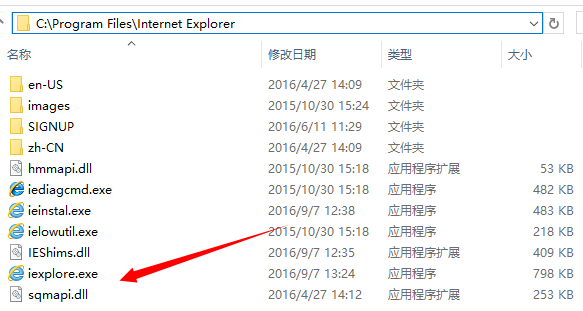 C:\Program Files\Internet Explorer
名称 修改日期 类型 大小
en-US 2016/4/27 14:09 文件夹
images 2015/10/30 15:24 文件夹
SIGNUP 2016/6/11 11:29 文件夹
zh-CN 2016/4/27 14:09 文件夹
hmmapi.dll 2015/10/30 15:18 应用程序扩展 53 KB
iediagcmd.exe 2015/10/30 15:18 应用程序 482 KB
ieinstal.exe 2016/9/7 12:38 应用程序 483 KB
ielowutil.exe 2015/10/30 15:18 应用程序 218 KB
IEShims.dll 2016/9/7 12:35 应用程序扩展 409 KB
iexplore.exe 2016/9/7 13:24 应用程序 798 KB
sqmapi.dll 2016/4/27 14:12 应用程序扩展 253 KB